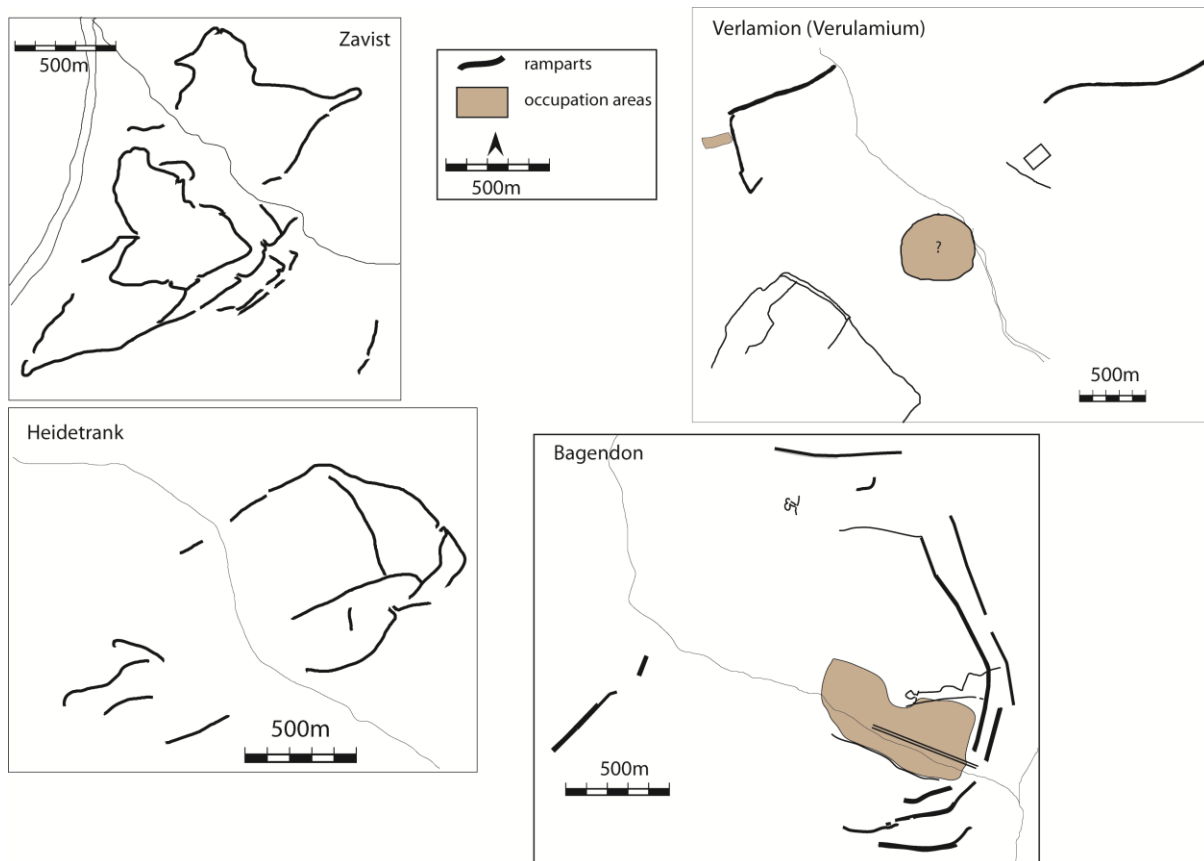 Zavist
500m
ramparts
occupation areas
500m
Verlamion (Verulamium)
?
500m
Heidetrank
500m
Bagendon
500m